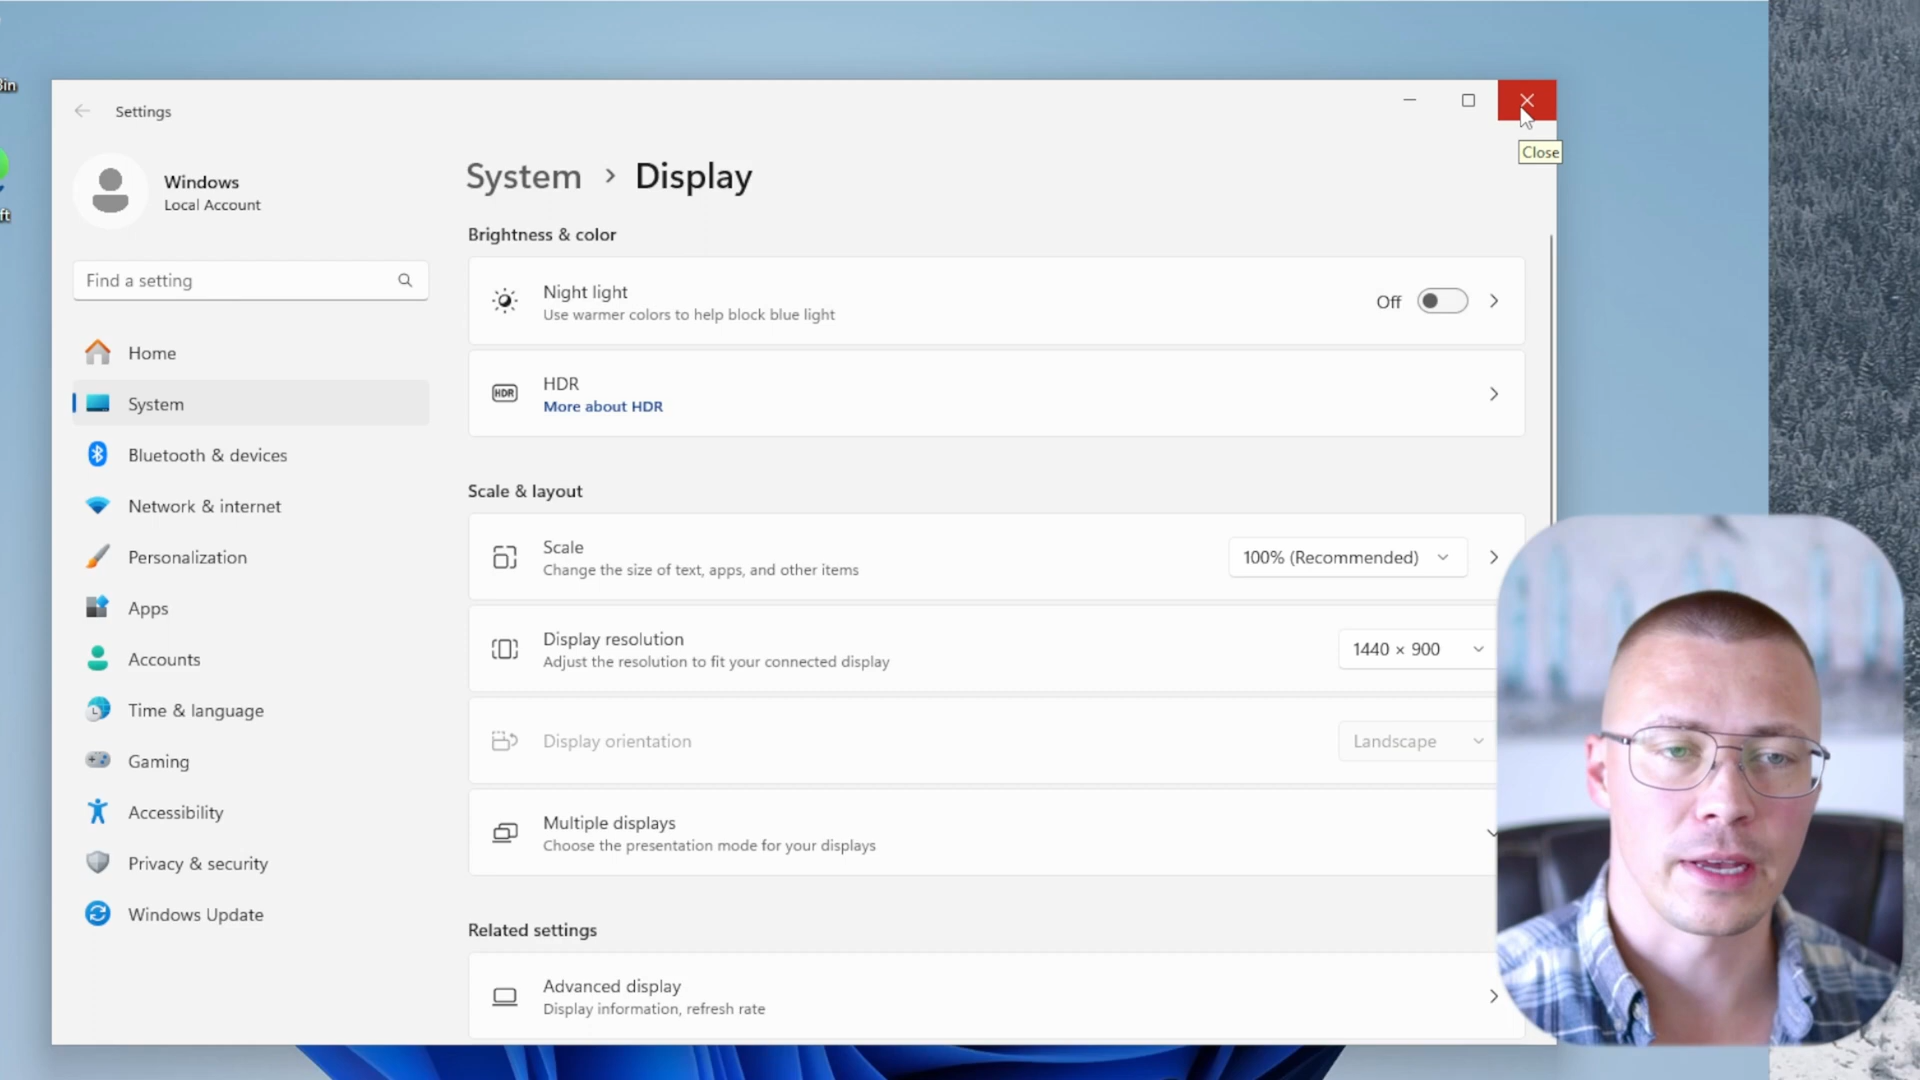 Bin
ft
Settings
Close
Windows
Local Account
Find a setting
Home
System
Bluetooth & devices
Network & internet
Personalization
Apps
Accounts
Time & language
Gaming
Accessibility
Privacy & security
Windows Update
System > Display
Brightness & color
Night light
Use warmer colors to help block blue light
Off
HDR
HDR
More about HDR
Scale & layout
Scale
Change the size of text, apps, and other items
100% (Recommended)
Display resolution
Adjust the resolution to fit your connected display
1440 × 900
Display orientation
Landscape
Multiple displays
Choose the presentation mode for your displays
Related settings
Advanced display
Display information, refresh rate